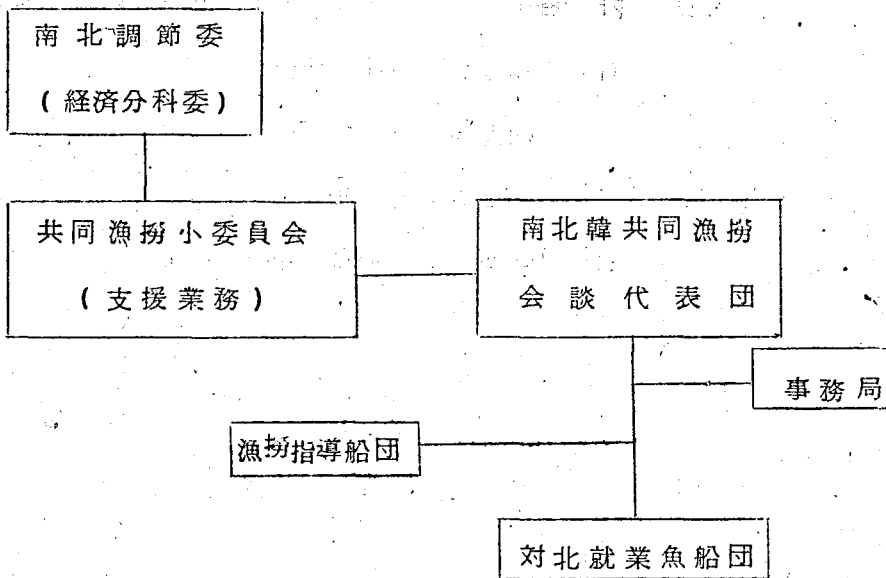 南北調節委
(経済分科委)
共同漁撈小委員会
(支援業務)
南北韓共同漁撈
会談代表団
事務局
漁撈指導船団
対北就業魚船団